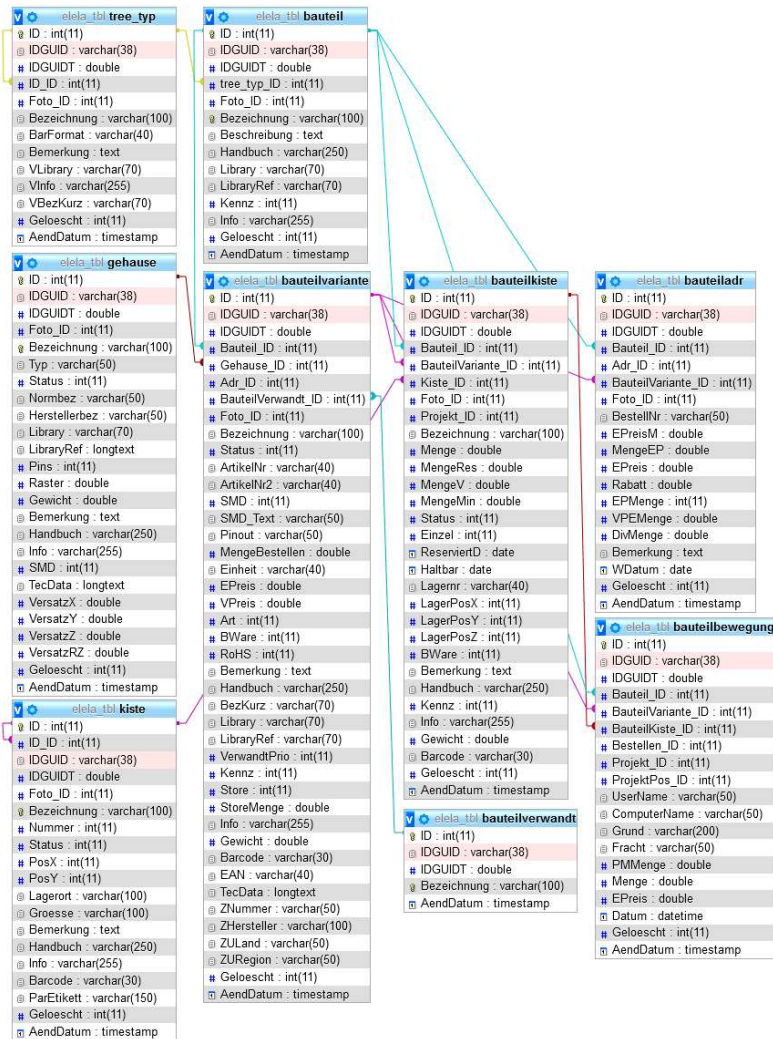 elela_tbl tree_typ
ID : int(11)
IDGUID : varchar(38)
IDGUIDT : double
ID_ID : int(11)
Foto_ID : int(11)
Bezeichnung : varchar(100)
BarFormat : varchar(40)
Bemerkung : text
VLibrary : varchar(70)
VInfo : varchar(255)
VBezKurz : varchar(70)
Geloescht : int(11)
AendDatum : timestamp
elela_tbl bauteil
ID : int(11)
IDGUID : varchar(38)
IDGUIDT : double
tree_typ_ID : int(11)
Foto_ID : int(11)
Bezeichnung : varchar(100)
Beschreibung : text
Handbuch : varchar(250)
Library : varchar(70)
LibraryRef : varchar(70)
Kennz : int(11)
Info : varchar(255)
Geloescht : int(11)
AendDatum : timestamp
elela_tbl gehause
ID : int(11)
IDGUID : varchar(38)
IDGUIDT : double
Foto_ID : int(11)
Bezeichnung : varchar(100)
Typ : varchar(50)
Status : int(11)
Normbez : varchar(50)
Herstellerbez : varchar(50)
Library : varchar(70)
LibraryRef : longtext
Pins : int(11)
Raster : double
Gewicht : double
Bemerkung : text
Handbuch : varchar(250)
Info : varchar(255)
SMD : int(11)
TecData : longtext
VersatzX : double
VersatzY : double
VersatzZ : double
VersatzRZ : double
Geloescht : int(11)
AendDatum : timestamp
elela_tbl bauteilvariante
ID : int(11)
IDGUID : varchar(38)
IDGUIDT : double
Bauteil_ID : int(11)
Gehause_ID : int(11)
Adr_ID : int(11)
BauteilVerwandt_ID : int(11)
Foto_ID : int(11)
Bezeichnung : varchar(100)
Status : int(11)
ArtikelNr : varchar(40)
ArtikelNr2 : varchar(40)
SMD : int(11)
SMD_Text : varchar(50)
Pinout : varchar(50)
MengeBestellen : double
Einheit : varchar(40)
EPreis : double
VPreis : double
Art : int(11)
BWare : int(11)
RoHS : int(11)
Bemerkung : text
Handbuch : varchar(250)
BezKurz : varchar(70)
Library : varchar(70)
LibraryRef : varchar(70)
VerwandtPrio : int(11)
Kennz : int(11)
Store : int(11)
StoreMenge : double
Info : varchar(255)
Gewicht : double
Barcode : varchar(30)
EAN : varchar(40)
TecData : longtext
ZNummer : varchar(50)
ZHersteller : varchar(100)
ZULand : varchar(50)
ZURegion : varchar(50)
Geloescht : int(11)
AendDatum : timestamp
elela_tbl bauteilkiste
ID : int(11)
IDGUID : varchar(38)
IDGUIDT : double
Bauteil_ID : int(11)
BauteilVariante_ID : int(11)
Kiste_ID : int(11)
Foto_ID : int(11)
Projekt_ID : int(11)
Bezeichnung : varchar(100)
Menge : double
MengeRes : double
MengeV : double
MengeMin : double
Status : int(11)
Einzel : int(11)
ReserviertD : date
Haltbar : date
Lagernr : varchar(40)
LagerPosX : int(11)
LagerPosY : int(11)
LagerPosZ : int(11)
BWare : int(11)
Bemerkung : text
Handbuch : varchar(250)
Kennz : int(11)
Info : varchar(255)
Gewicht : double
Barcode : varchar(30)
Geloescht : int(11)
AendDatum : timestamp
elela_tbl bauteiladr
ID : int(11)
IDGUID : varchar(38)
IDGUIDT : double
Bauteil_ID : int(11)
Adr_ID : int(11)
BauteilVariante_ID : int(11)
Foto_ID : int(11)
BestellNr : varchar(50)
EPreisM : double
MengeEP : double
EPreis : double
Rabatt : double
EPMenge : int(11)
VPEMenge : double
DivMenge : double
Bemerkung : text
WDatum : date
Geloescht : int(11)
AendDatum : timestamp
elela_tbl kiste
ID : int(11)
ID_ID : int(11)
IDGUID : varchar(38)
IDGUIDT : double
Foto_ID : int(11)
Bezeichnung : varchar(100)
Nummer : int(11)
Status : int(11)
PosX : int(11)
PosY : int(11)
Lagerort : varchar(100)
Groesse : varchar(100)
Bemerkung : text
Handbuch : varchar(250)
Info : varchar(255)
Barcode : varchar(30)
ParEtikett : varchar(150)
Geloescht : int(11)
AendDatum : timestamp
elela_tbl bauteilverwandt
ID : int(11)
IDGUID : varchar(38)
IDGUIDT : double
Bezeichnung : varchar(100)
AendDatum : timestamp
elela_tbl bauteilbewegung
ID : int(11)
IDGUID : varchar(38)
IDGUIDT : double
Bauteil_ID : int(11)
BauteilVariante_ID : int(11)
BauteilKiste_ID : int(11)
Bestellen_ID : int(11)
Projekt_ID : int(11)
ProjektPos_ID : int(11)
UserName : varchar(50)
ComputerName : varchar(50)
Grund : varchar(200)
Fracht : varchar(50)
PMMenge : double
Menge : double
EPreis : double
Datum : datetime
Geloescht : int(11)
AendDatum : timestamp